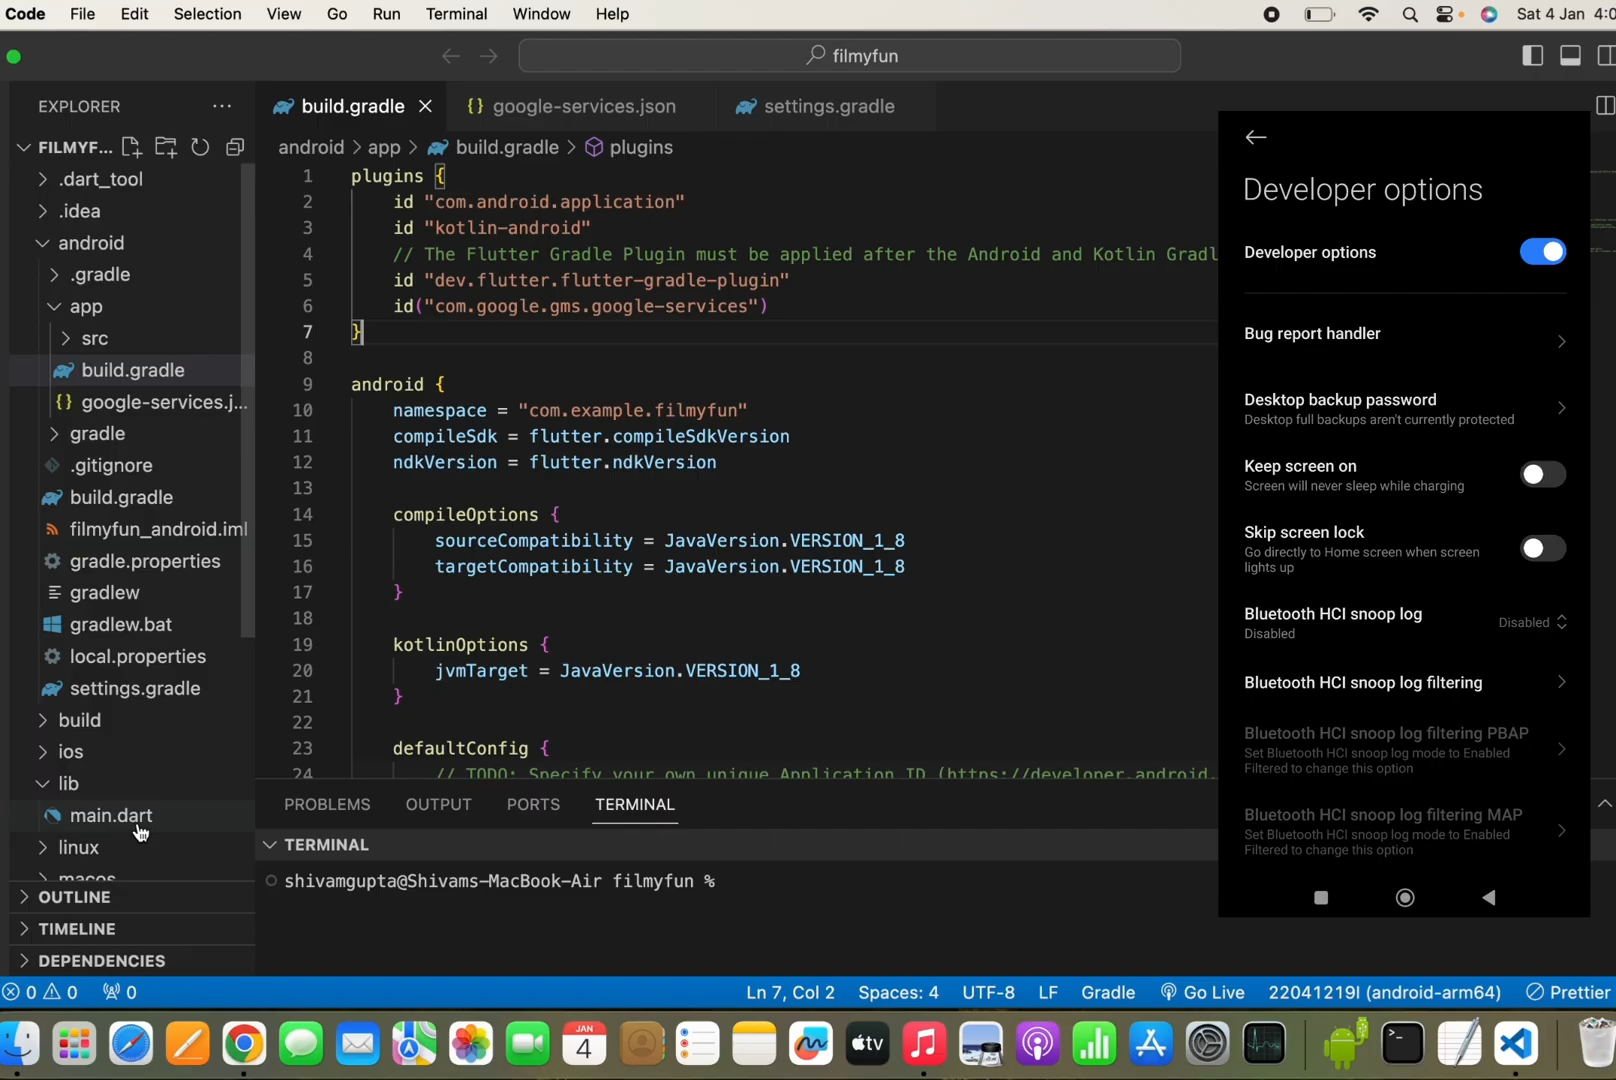 Code File Edit Selection View Go Run Terminal Window Help Sat 4 Jan
filmyfun
EXPLORER
FILMYF...
.dart_tool
.idea
android
.gradle
app
src
build.gradle
google-services.j...
gradle
.gitignore
build.gradle
filmyfun_android.iml
gradle.properties
gradlew
gradlew.bat
local.properties
settings.gradle
build
ios
lib
main.dart
linux
macos
OUTLINE
TIMELINE
DEPENDENCIES
build.gradle google-services.json settings.gradle
android > app > build.gradle > plugins
1 plugins {
2 id "com.android.application"
3 id "kotlin-android"
4 // The Flutter Gradle Plugin must be applied after the Android and Kotlin Gradl
5 id "dev.flutter.flutter-gradle-plugin"
6 id("com.google.gms.google-services")
7 }
8
9 android {
10 namespace = "com.example.filmyfun"
11 compileSdk = flutter.compileSdkVersion
12 ndkVersion = flutter.ndkVersion
13
14 compileOptions {
15 sourceCompatibility = JavaVersion.VERSION_1_8
16 targetCompatibility = JavaVersion.VERSION_1_8
17 }
18
19 kotlinOptions {
20 jvmTarget = JavaVersion.VERSION_1_8
21 }
22
23 defaultConfig {
24 // TODO: Specify your own unique Application ID (https://developer.android.
PROBLEMS OUTPUT PORTS TERMINAL
TERMINAL
shivamgupta@Shivams-MacBook-Air filmyfun %
Developer options
Developer options
Bug report handler
Desktop backup password
Desktop full backups aren't currently protected
Keep screen on
Screen will never sleep while charging
Skip screen lock
Go directly to Home screen when screen
lights up
Bluetooth HCI snoop log
Disabled
Disabled
Bluetooth HCI snoop log filtering
Bluetooth HCI snoop log filtering PBAP
Set Bluetooth HCI snoop log mode to Enabled
Filtered to change this option
Bluetooth HCI snoop log filtering MAP
Set Bluetooth HCI snoop log mode to Enabled
Filtered to change this option
0 0 0 Ln 7, Col 2 Spaces: 4 UTF-8 LF Gradle Go Live 22041219I (android-arm64) Prettier
JAN
4
tv